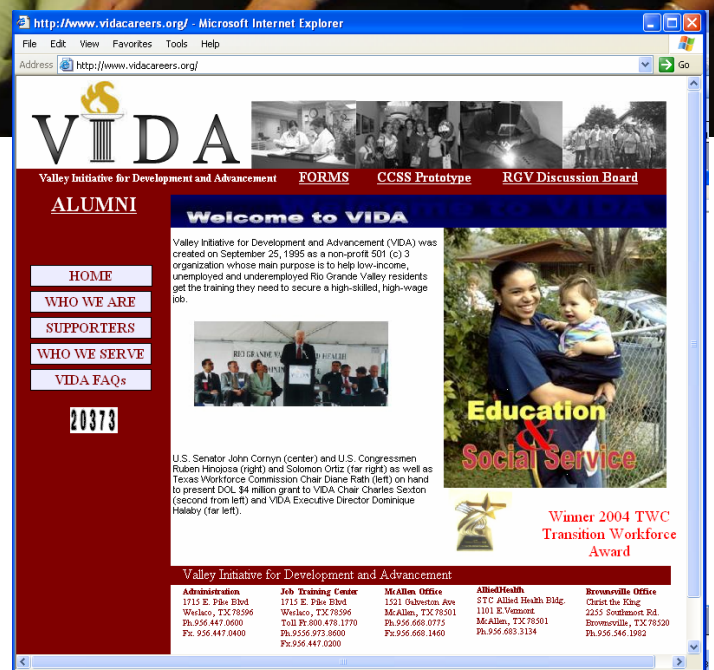 http://www.vidacareers.org/ - Microsoft Internet Explorer
File Edit View Favorites Tools Help
Address http://www.vidacareers.org/ Go
VIDA
Valley Initiative for Development and Advancement FORMS CCSS Prototype RGV Discussion Board
ALUMNI
Welcome to VIDA
HOME
WHO WE ARE
SUPPORTERS
WHO WE SERVE
VIDA FAQs
20373
Valley Initiative for Development and Advancement (VIDA) was
created on September 25, 1995 as a non-profit 501 (c) 3
organization whose main purpose is to help low-income,
unemployed and underemployed Rio Grande Valley residents
get the training they need to secure a high-skilled, high-wage
job.
RIO GRANDE
U.S. Senator John Cornyn (center) and U.S. Congressmen
Ruben Hinojosa (right) and Solomon Ortiz (far right) as well as
Texas Workforce Commission Chair Diane Rath (left) on hand
to present DOL $4 million grant to VIDA Chair Charles Sexton
(second from left) and VIDA Executive Director Dominique
Halaby (far left).
Education
&
Social Service
Winner 2004 TWC
Transition Workforce
Award
Valley Initiative for Development and Advancement
Administration
1715 E. Pike Blvd
Weslaco, TX 78596
Ph.956.447.0600
Fx. 956.447.0400
Job Training Center
1715 E. Pike Blvd
Weslaco, TX 78596
Toll Fr.800.478.1770
Ph.9556.973.8600
Fx.956.447.0200
McAllen Office
1521 Galveston Ave
McAllen, TX 78501
Ph.956.668.0775
Fx.956.668.1460
AlliedHealth
STC Allied Health Bldg.
1101 E.Vermont
McAllen, TX 78501
Ph.956.683.3134
Brownsville Office
Christ the King
2255 Southmost Rd.
Brownsville, TX 78520
Ph.956.546.1982